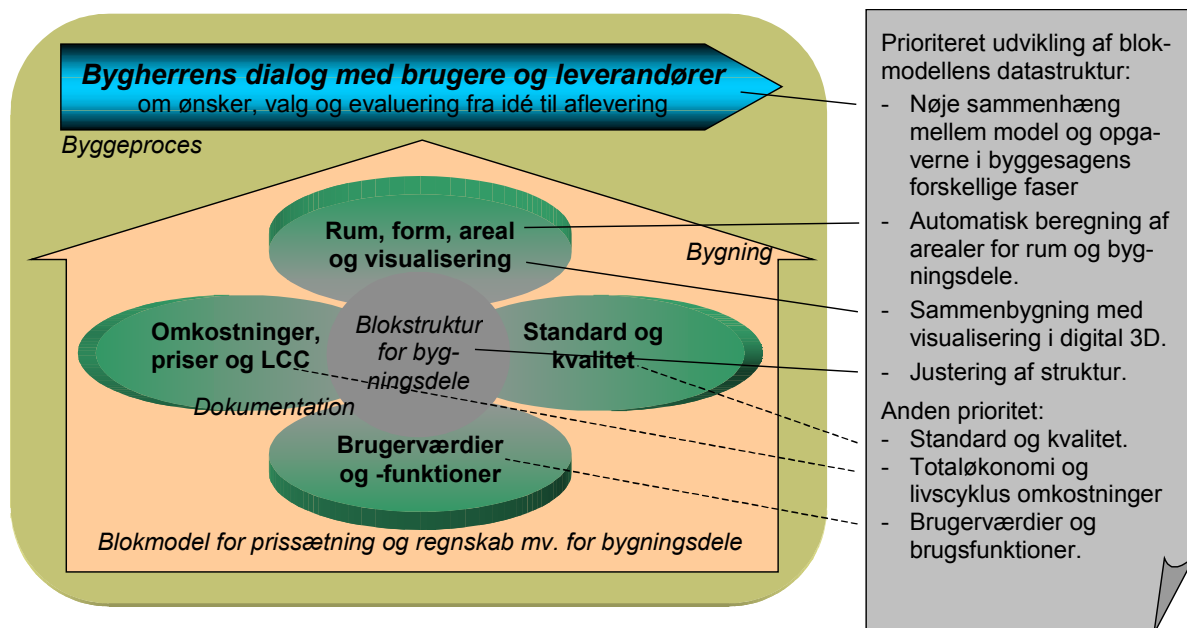 Bygherrens dialog med brugere og leverandører
om ønsker, valg og evaluering fra idé til aflevering
Byggeproces
Rum, form, areal
og visualisering
Bygning
Omkostninger,
priser og LCC
Blokstruktur
for byg-
ningsdele
Standard og
kvalitet
Dokumentation
Brugerværdier
og -funktioner
Blokmodel for prissætning og regnskab mv. for bygningsdele
Prioriteret udvikling af blok-
modellens datastruktur:
- Nøje sammenhæng
mellem model og opga-
verne i byggesagens
forskellige faser
- Automatisk beregning af
arealer for rum og byg-
ningsdele.
- Sammenbygning med
visualisering i digital 3D.
- Justering af struktur.
Anden prioritet:
- Standard og kvalitet.
- Totaløkonomi og
livscyklus omkostninger
- Brugerværdier og
brugsfunktioner.